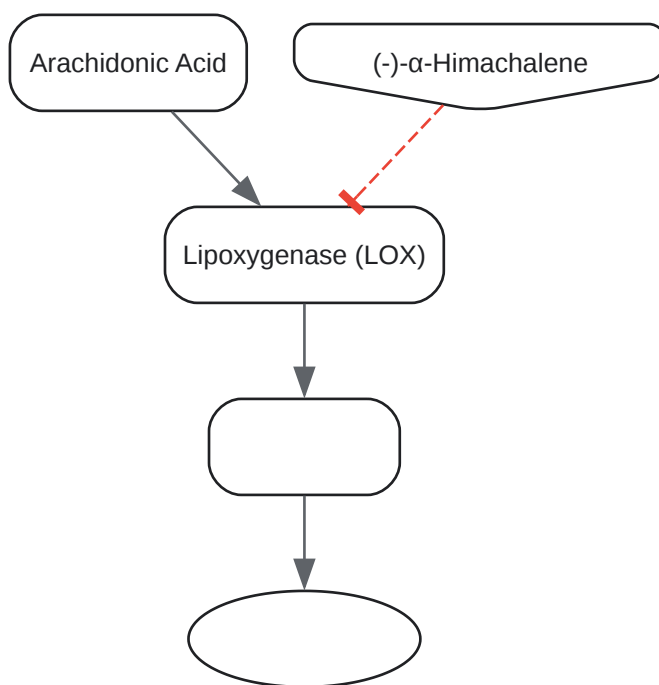 Arachidonic Acid
(-)-α-Himachalene
Lipoxygenase (LOX)